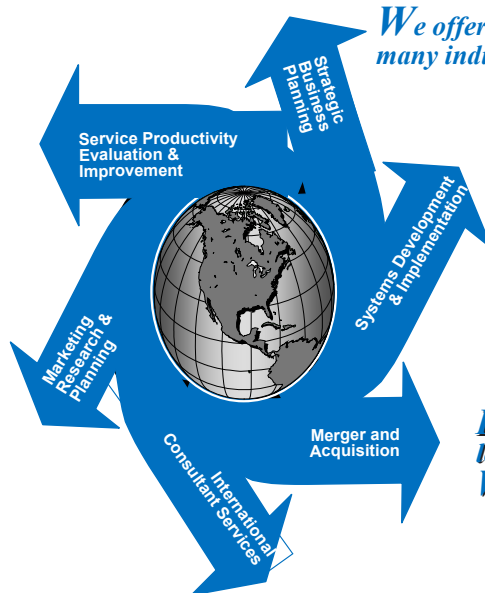 We offer
many indu
Strategic
Business
Planning
Service Productivity
Evaluation &
Improvement
Systems Development
& Implementation
Marketing
Research &
Planning
Merger and
Acquisition
International
Consultant Services